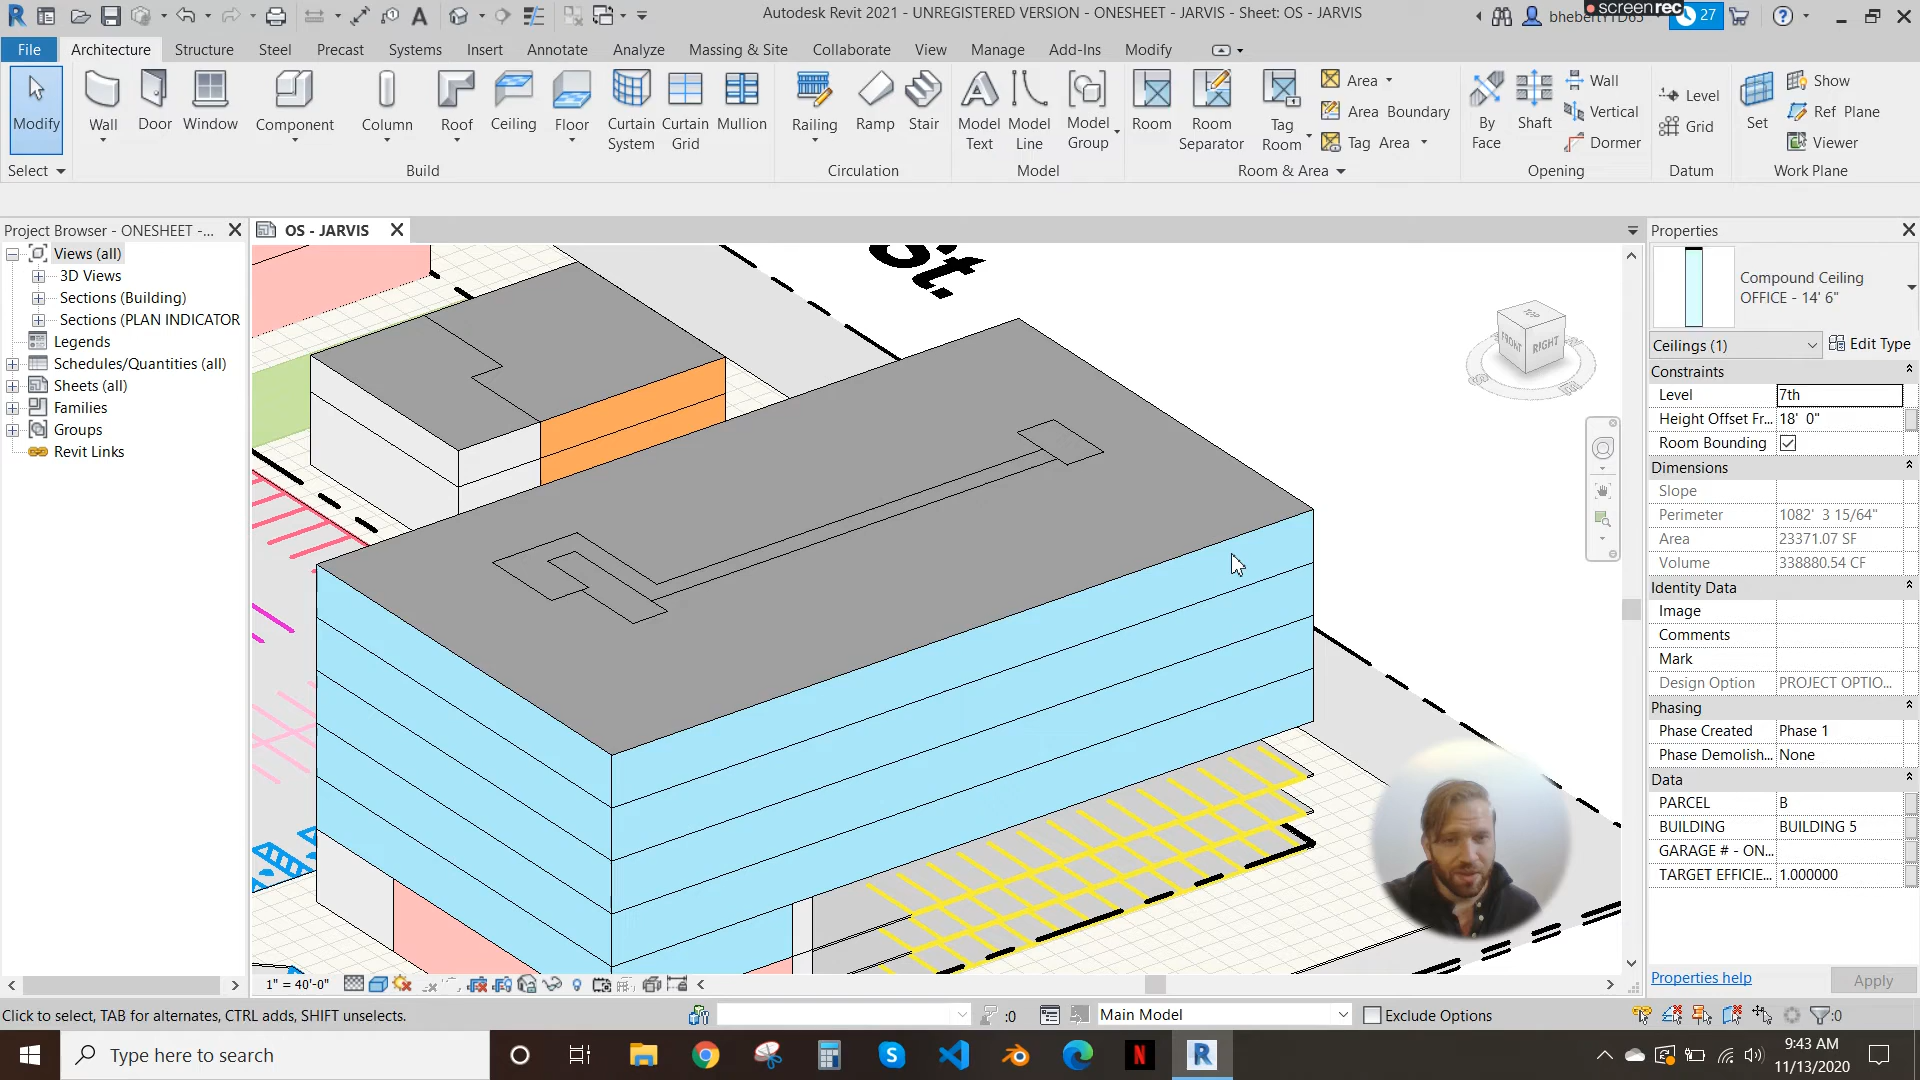 Autodesk Revit 2021 - UNREGISTERED VERSION - ONESHEET - JARVIS - Sheet: OS - JARVIS
screenrec
27
File Architecture Structure Steel Precast Systems Insert Annotate Analyze Massing & Site Collaborate View Manage Add-Ins Modify
Modify
Wall
Door
Window
Component
Column
Roof
Ceiling
Floor
Curtain System
Curtain Grid
Mullion
Railing
Ramp
Stair
Model Text
Model Line
Model Group
Room
Room Separator
Tag Room
Area
Area Boundary
Tag Area
By Face
Shaft
Wall
Vertical
Dormer
Level
Grid
Set
Show
Ref Plane
Viewer
Select Build Circulation Model Room & Area Opening Datum Work Plane
Project Browser - ONESHEET -...
Views (all)
3D Views
Sections (Building)
Sections (PLAN INDICATOR
Legends
Schedules/Quantities (all)
Sheets (all)
Families
Groups
Revit Links
OS - JARVIS
St.
TOP
FRONT
RIGHT
Properties
Compound Ceiling
OFFICE - 14' 6"
Ceilings (1)
Edit Type
Constraints
Level 7th
Height Offset Fr... 18' 0"
Room Bounding
Dimensions
Slope
Perimeter 1082' 3 15/64"
Area 23371.07 SF
Volume 338880.54 CF
Identity Data
Image
Comments
Mark
Design Option PROJECT OPTIO...
Phasing
Phase Created Phase 1
Phase Demolish... None
Data
PARCEL B
BUILDING BUILDING 5
GARAGE # - ON...
TARGET EFFICIE... 1.000000
Properties help
Apply
1" = 40'-0"
Click to select, TAB for alternates, CTRL adds, SHIFT unselects.
:0
Main Model
Exclude Options
:0
Type here to search
9:43 AM
11/13/2020